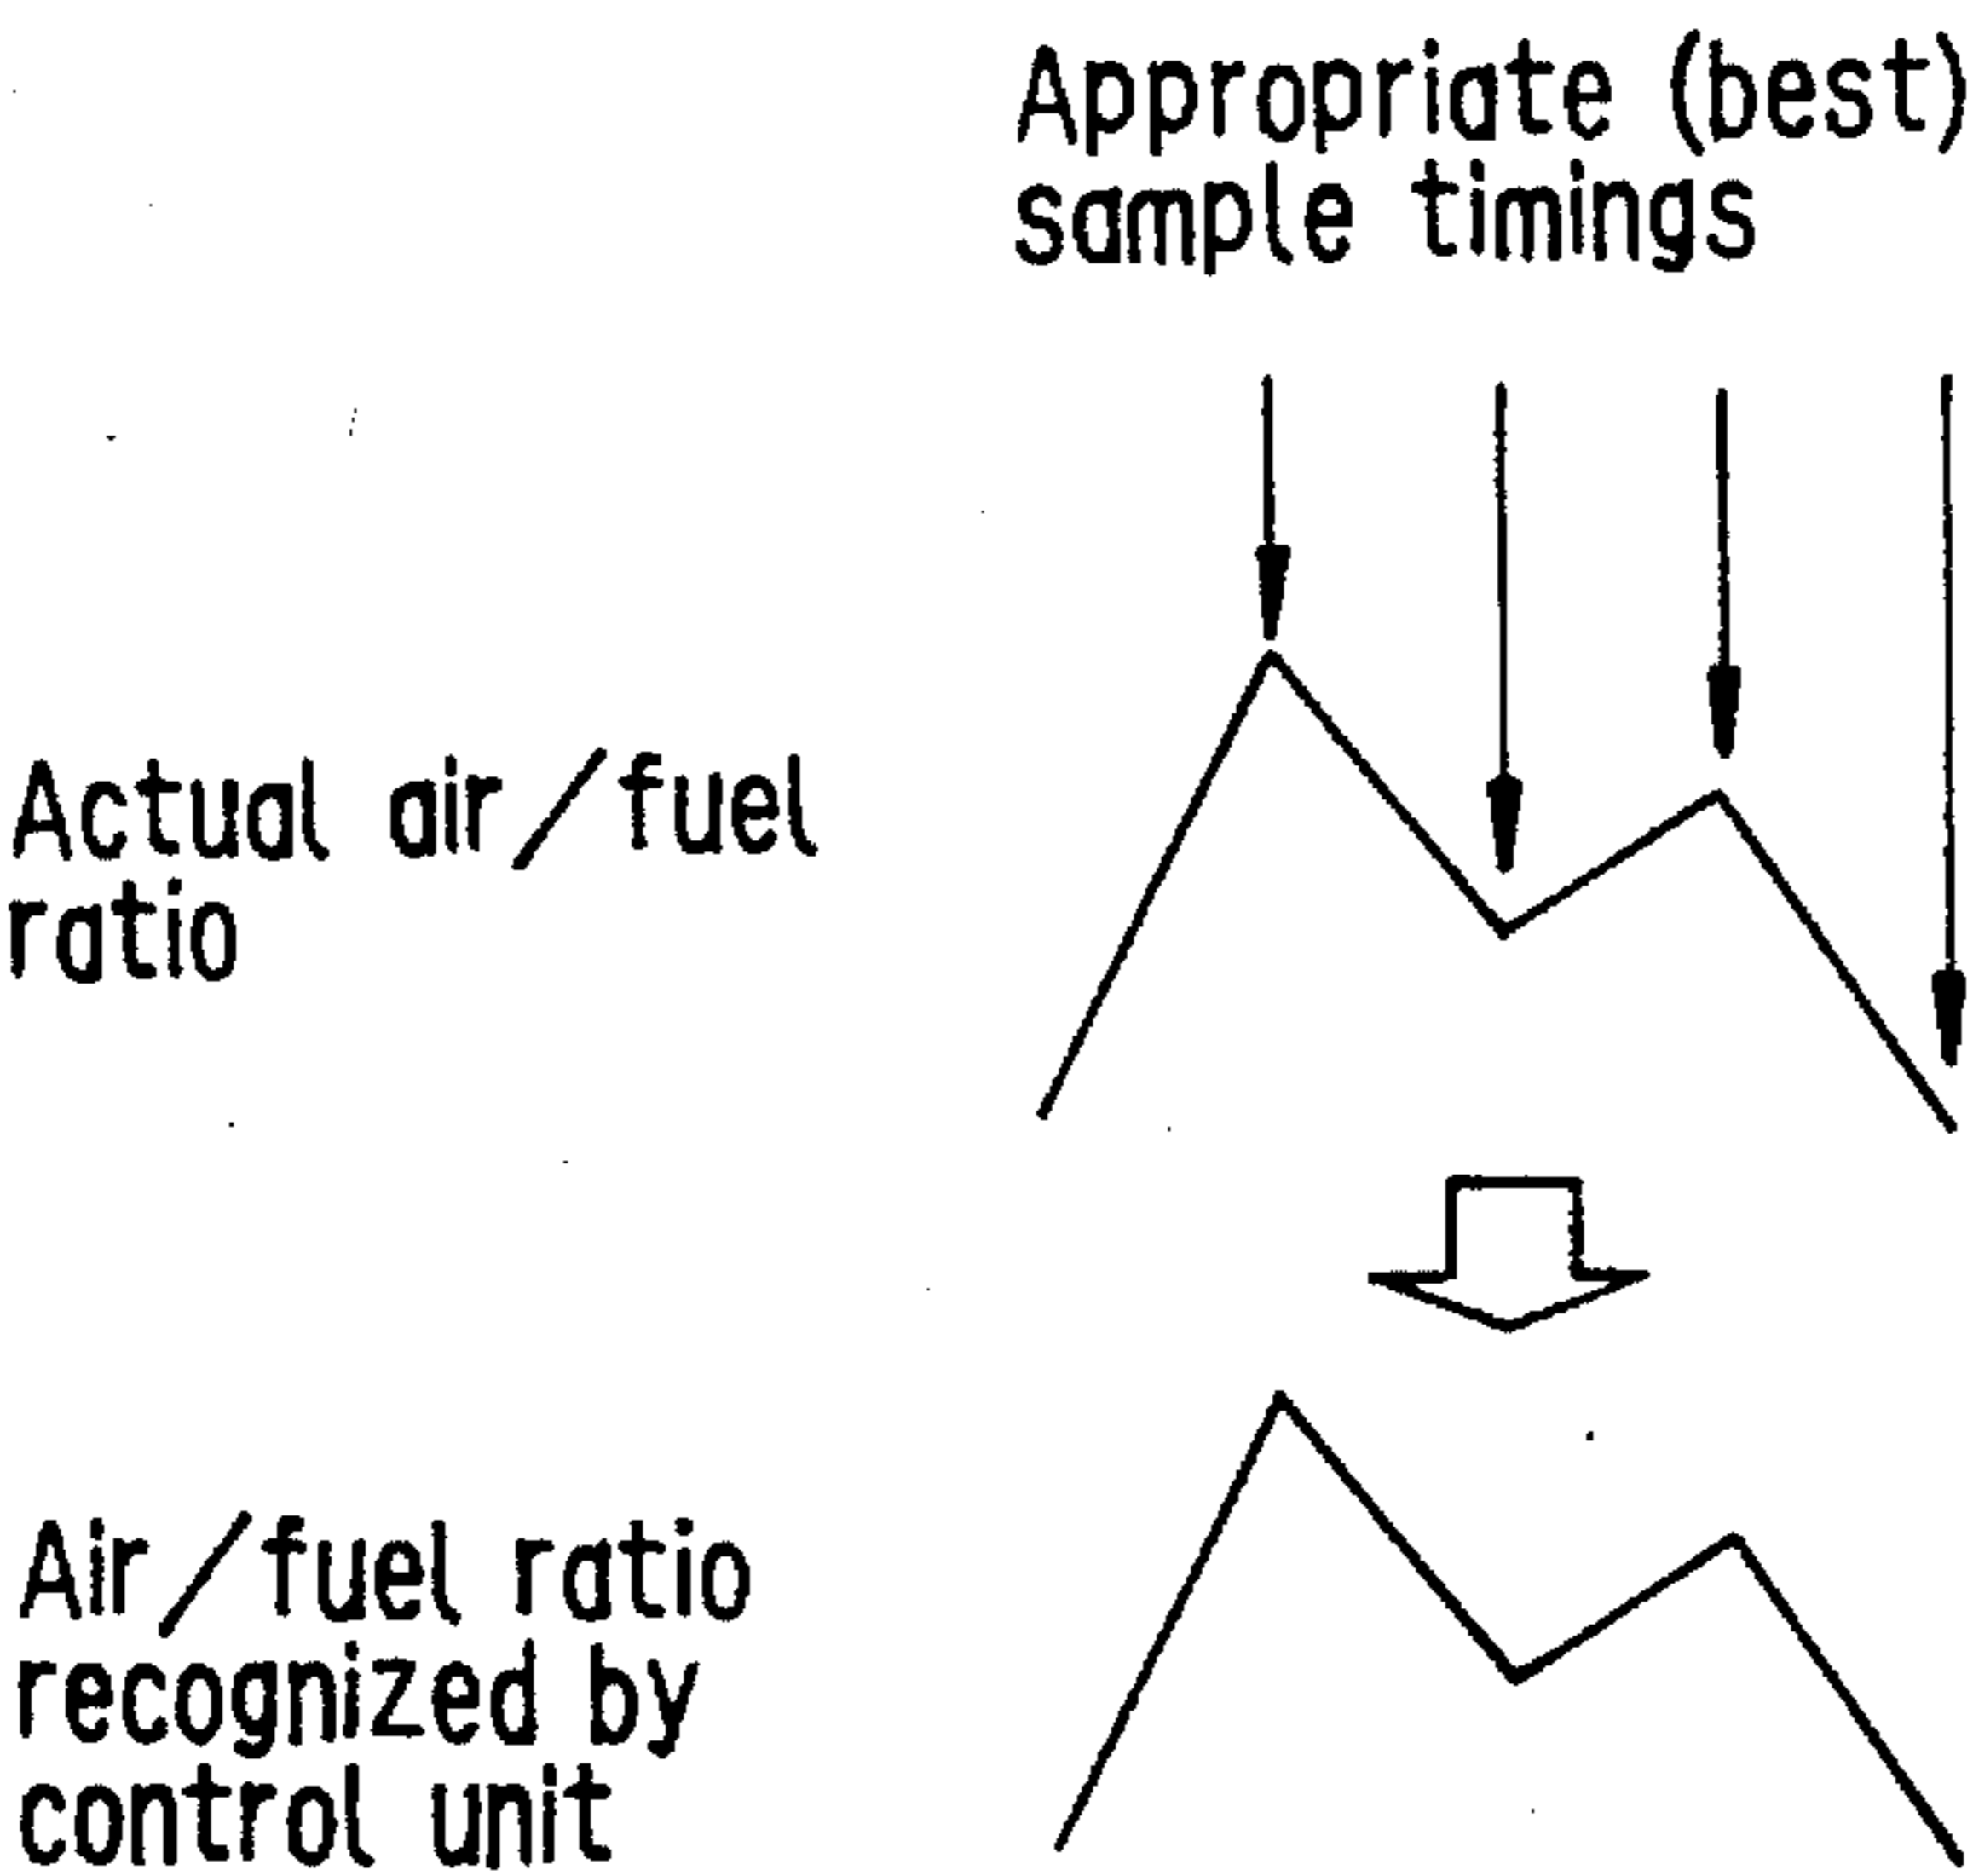 Appropriate (best)
sample timings
Actual air/fuel
ratio
Air/fuel ratio
recognized by
control unit